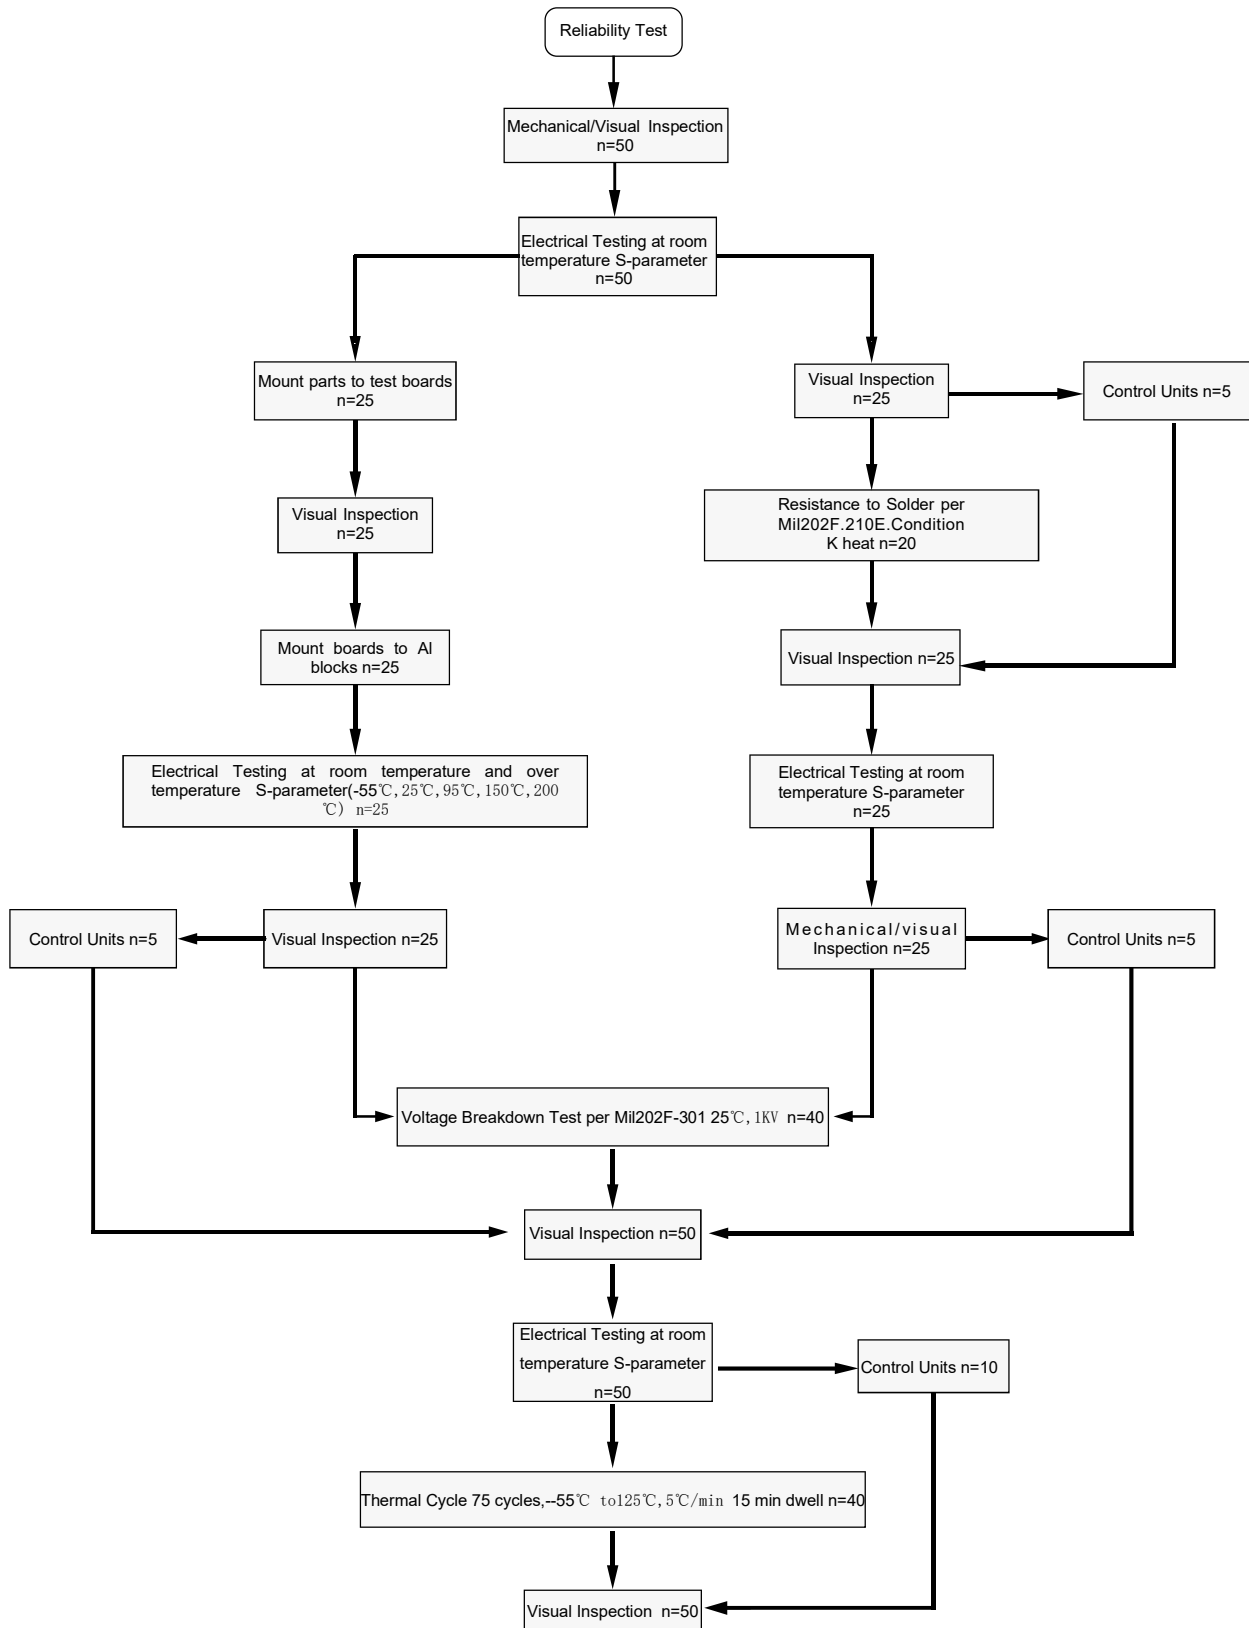 Reliability Test
Mechanical/Visual Inspection
n=50
Electrical Testing at room
temperature S-parameter
n=50
Mount parts to test boards
n=25
Visual Inspection
n=25
Control Units n=5
Visual Inspection
n=25
Resistance to Solder per
Mil202F.210E.Condition
K heat n=20
Mount boards to Al
blocks n=25
Visual Inspection n=25
Electrical Testing at room temperature and over
temperature S-parameter(-55℃,25℃,95℃,150℃,200
℃) n=25
Electrical Testing at room
temperature S-parameter
n=25
Control Units n=5
Visual Inspection n=25
Mechanical/visual
Inspection n=25
Control Units n=5
Voltage Breakdown Test per Mil202F-301 25℃,1KV n=40
Visual Inspection n=50
Electrical Testing at room
temperature S-parameter
n=50
Control Units n=10
Thermal Cycle 75 cycles,--55℃ to125℃,5℃/min 15 min dwell n=40
Visual Inspection n=50